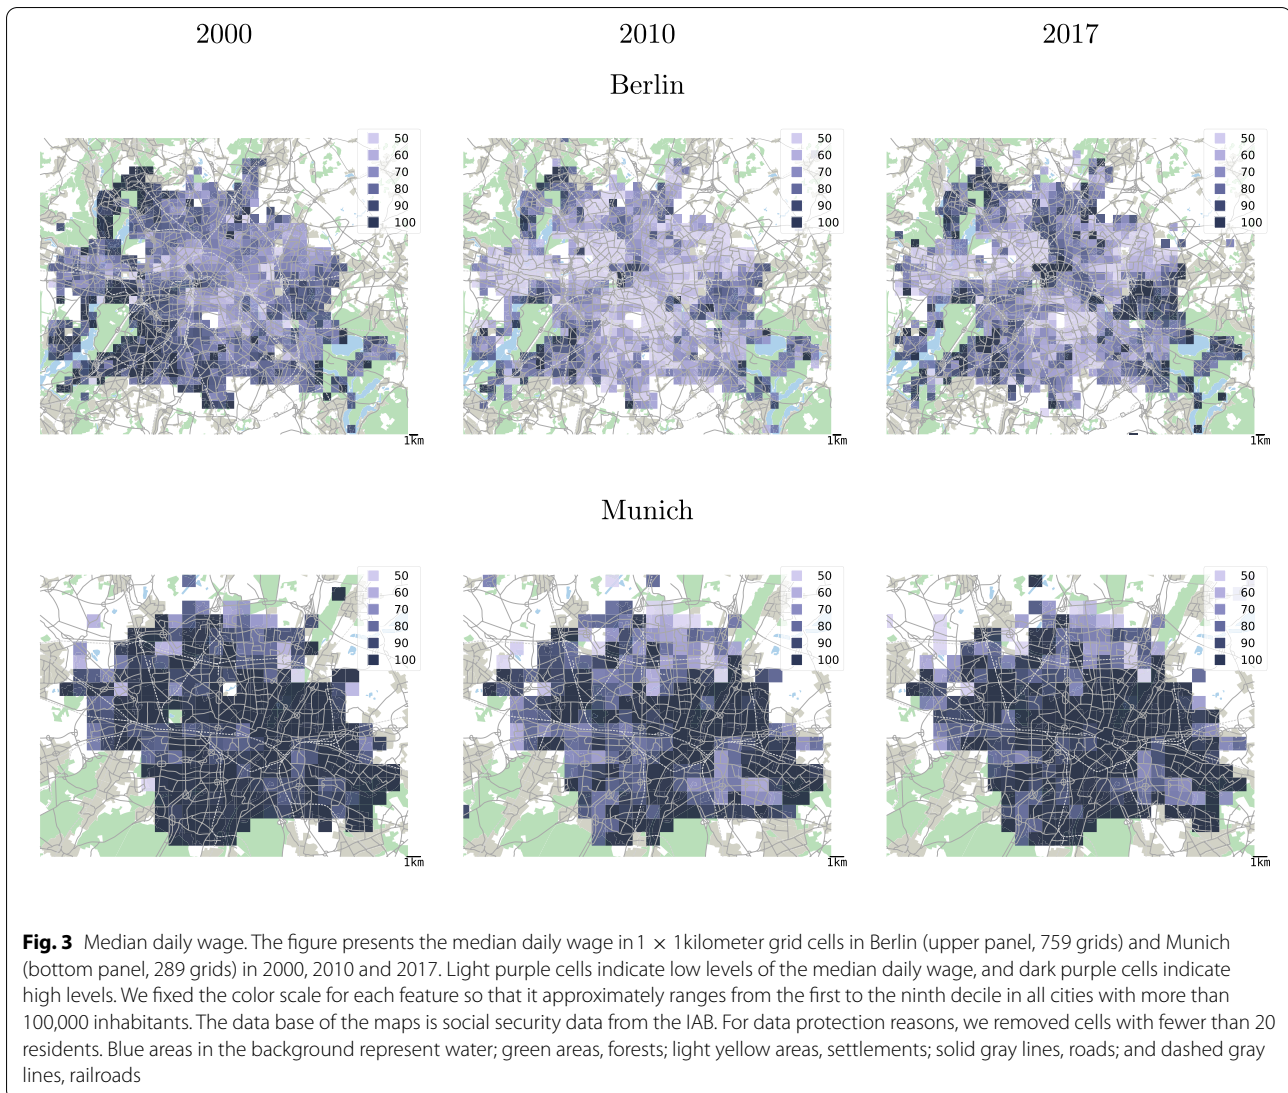 2000 2010 2017
Berlin
50 50 50
60 60 60
70 70 70
80 80 80
90 90 90
100 100 100
1km 1km 1km
Munich
50 50 50
60 60 60
70 70 70
80 80 80
90 90 90
100 100 100
1km 1km 1km
Fig. 3 Median daily wage. The figure presents the median daily wage in 1 × 1kilometer grid cells in Berlin (upper panel, 759 grids) and Munich
(bottom panel, 289 grids) in 2000, 2010 and 2017. Light purple cells indicate low levels of the median daily wage, and dark purple cells indicate
high levels. We fixed the color scale for each feature so that it approximately ranges from the first to the ninth decile in all cities with more than
100,000 inhabitants. The data base of the maps is social security data from the IAB. For data protection reasons, we removed cells with fewer than 20
residents. Blue areas in the background represent water; green areas, forests; light yellow areas, settlements; solid gray lines, roads; and dashed gray
lines, railroads